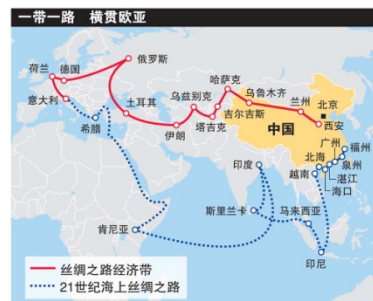 一带一路 横贯欧亚
俄罗斯
荷兰
德国
哈萨克
意大利
乌兹别克
乌鲁木齐
土耳其
吉尔吉斯
兰州
北京
希腊
伊朗
塔吉克
中国
西安
广州
福州
北海
泉州
印度
越南
湛江
海口
斯里兰卡
马来西亚
肯尼亚
印尼
丝绸之路经济带
21世纪海上丝绸之路